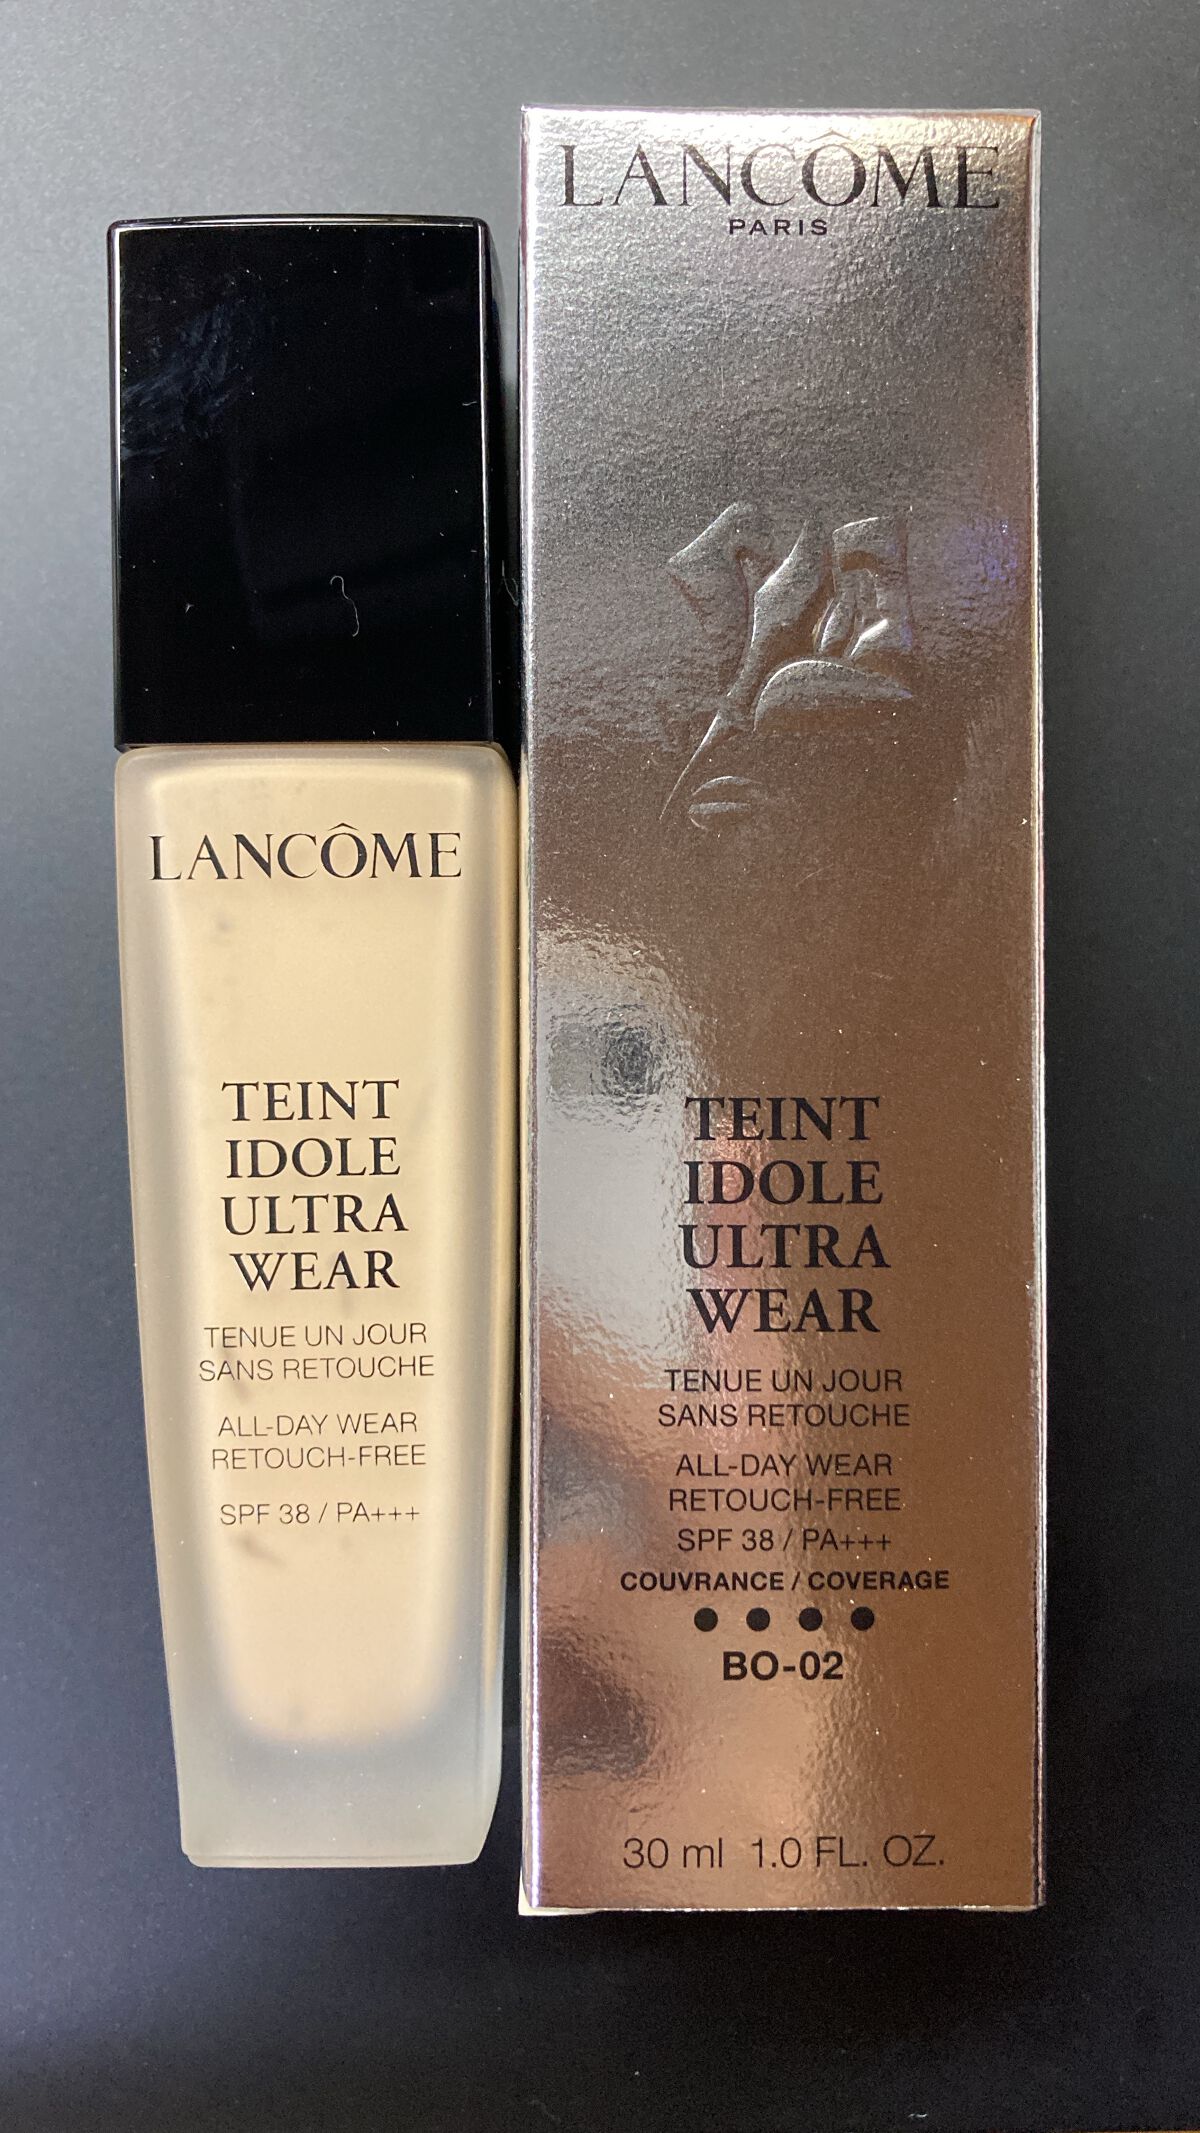 LANCÔME
TEINT
IDOLE
ULTRA
WEAR
TENUE UN JOUR
SANS RETOUCHE
ALL-DAY WEAR
RETOUCH-FREE
SPF 38 / PA+++
LANCÔME
PARIS
TEINT
IDOLE
ULTRA
WEAR
TENUE UN JOUR
SANS RETOUCHE
ALL-DAY WEAR
RETOUCH-FREE
SPF 38 / PA+++
COUVRANCE / COVERAGE
BO-02
30 ml 1.0 FL. OZ.